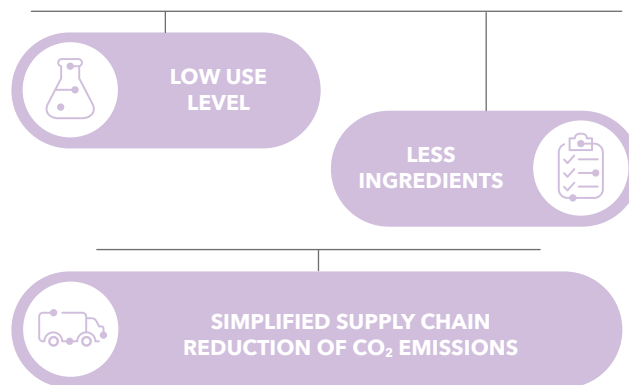 LOW USE
LEVEL
LESS
INGREDIENTS
SIMPLIFIED SUPPLY CHAIN
REDUCTION OF CO₂ EMISSIONS